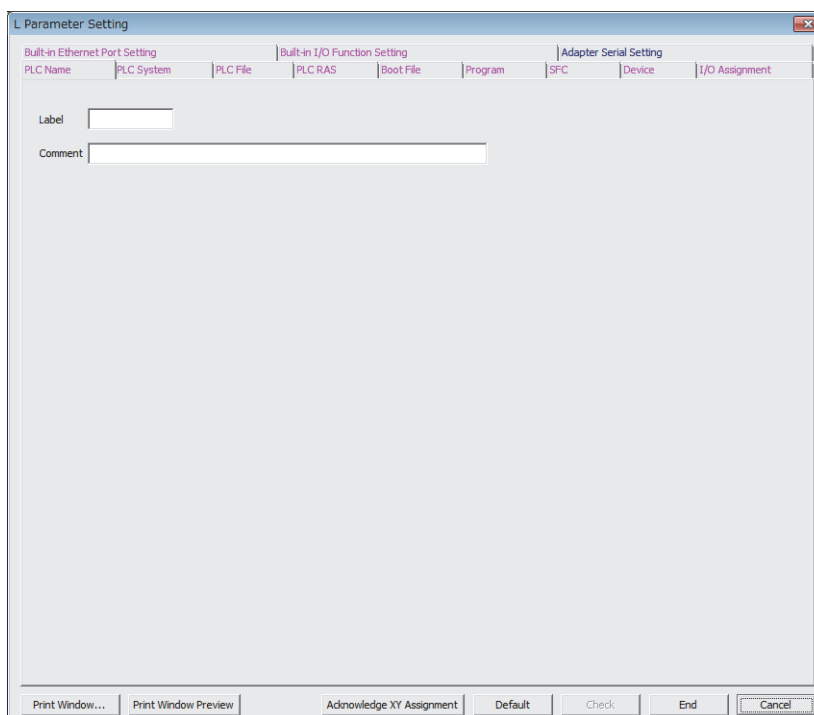 L Parameter Setting
Built-in Ethernet Port Setting Built-in I/O Function Setting Adapter Serial Setting
PLC Name PLC System PLC File PLC RAS Boot File Program SFC Device I/O Assignment
Label
Comment
Print Window... Print Window Preview Acknowledge XY Assignment Default Check End Cancel